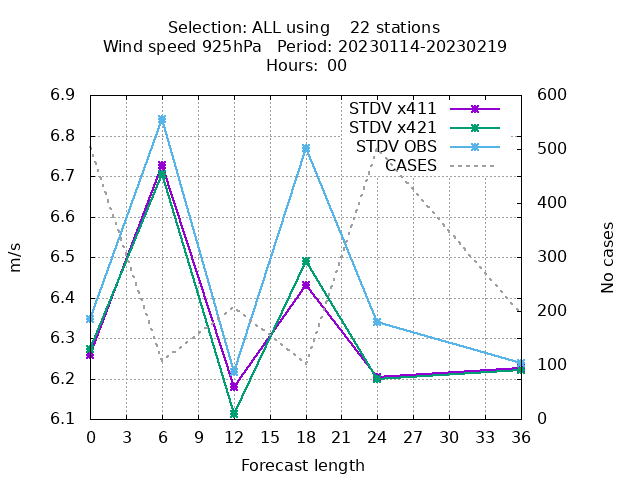 Selection: ALL using    22 stations
Wind speed 925hPa   Period: 20230114-20230219
Hours:  00
6.9
6.8
6.7
6.6
6.5
6.4
6.3
6.2
6.1
m/s
STDV x411
STDV x421
STDV OBS
CASES
600
500
400
300
200
100
0
No cases
0 3 6 9 12 15 18 21 24 27 30 33 36
Forecast length